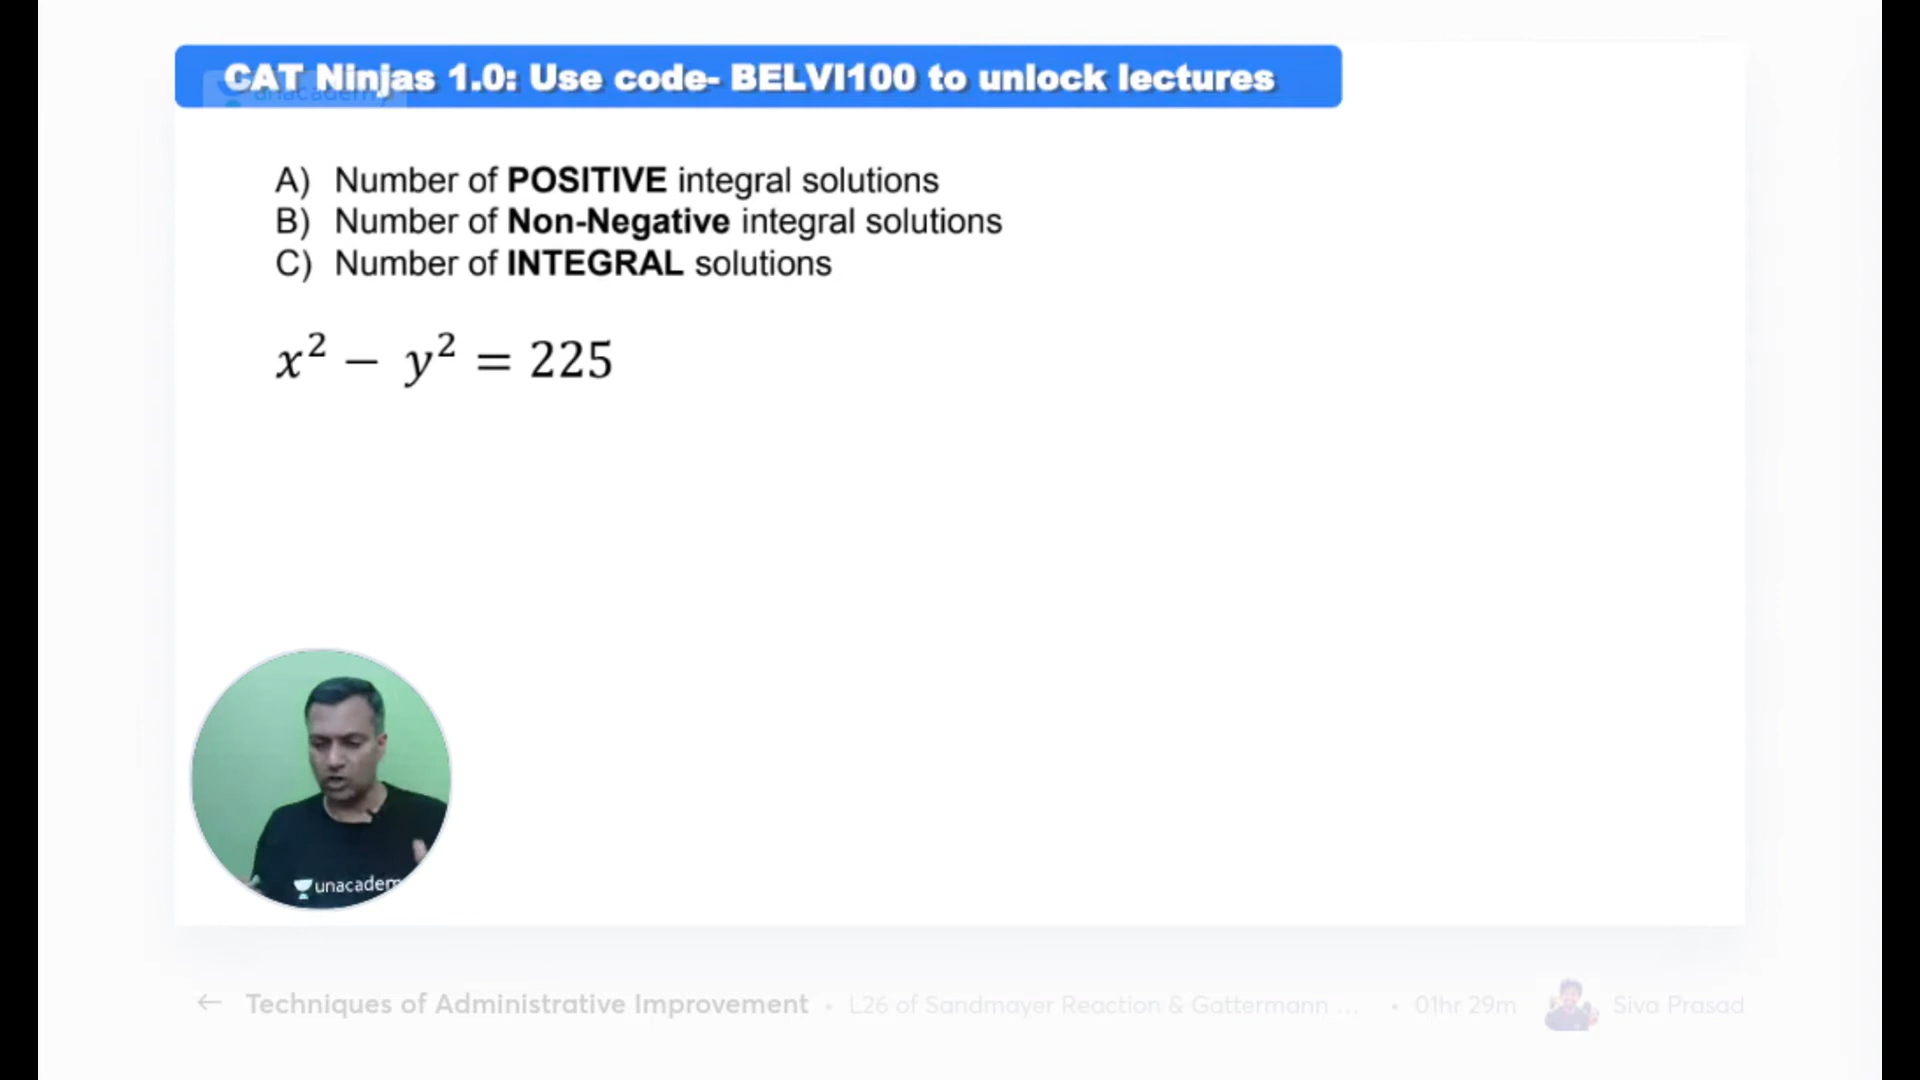 CAT Ninjas 1.0: Use code- BELVI100 to unlock lectures
unacademy
A) Number of POSITIVE integral solutions
B) Number of Non-Negative integral solutions
C) Number of INTEGRAL solutions
x² − y² = 225
unacadem
← Techniques of Administrative Improvement • L26 of Sandmayer Reaction & Gattermann ... • 01hr 29m Siva Prasad